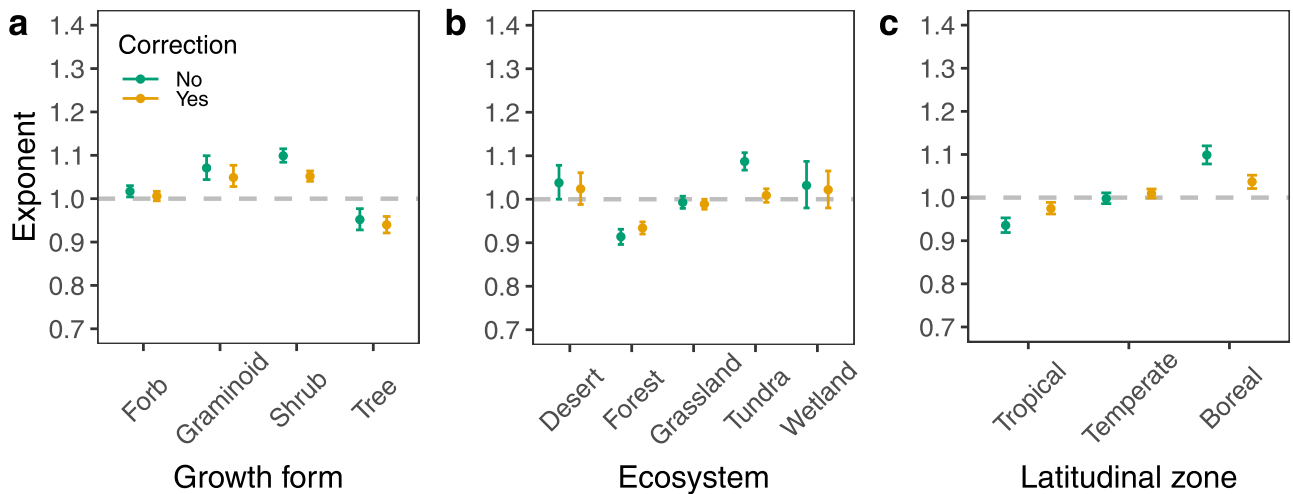 a
Correction
No
Yes
Exponent
1.4
1.3
1.2
1.1
1.0
0.9
0.8
0.7
Forb
Graminoid
Shrub
Tree
Growth form
b
1.4
1.3
1.2
1.1
1.0
0.9
0.8
0.7
Desert
Forest
Grassland
Tundra
Wetland
Ecosystem
c
1.4
1.3
1.2
1.1
1.0
0.9
0.8
0.7
Tropical
Temperate
Boreal
Latitudinal zone